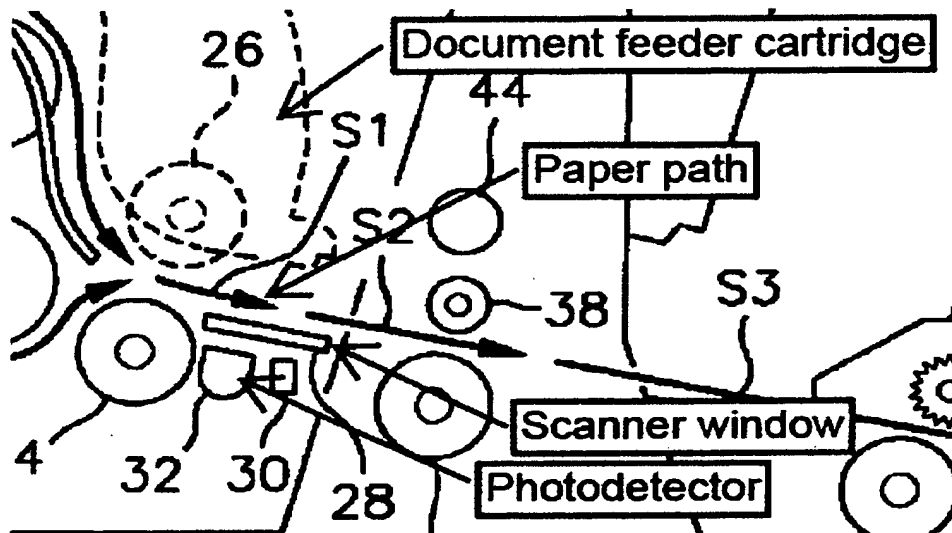 Document feeder cartridge
26
44
S1
Paper path
S2
38
S3
Scanner window
4
32
30
28
Photodetector